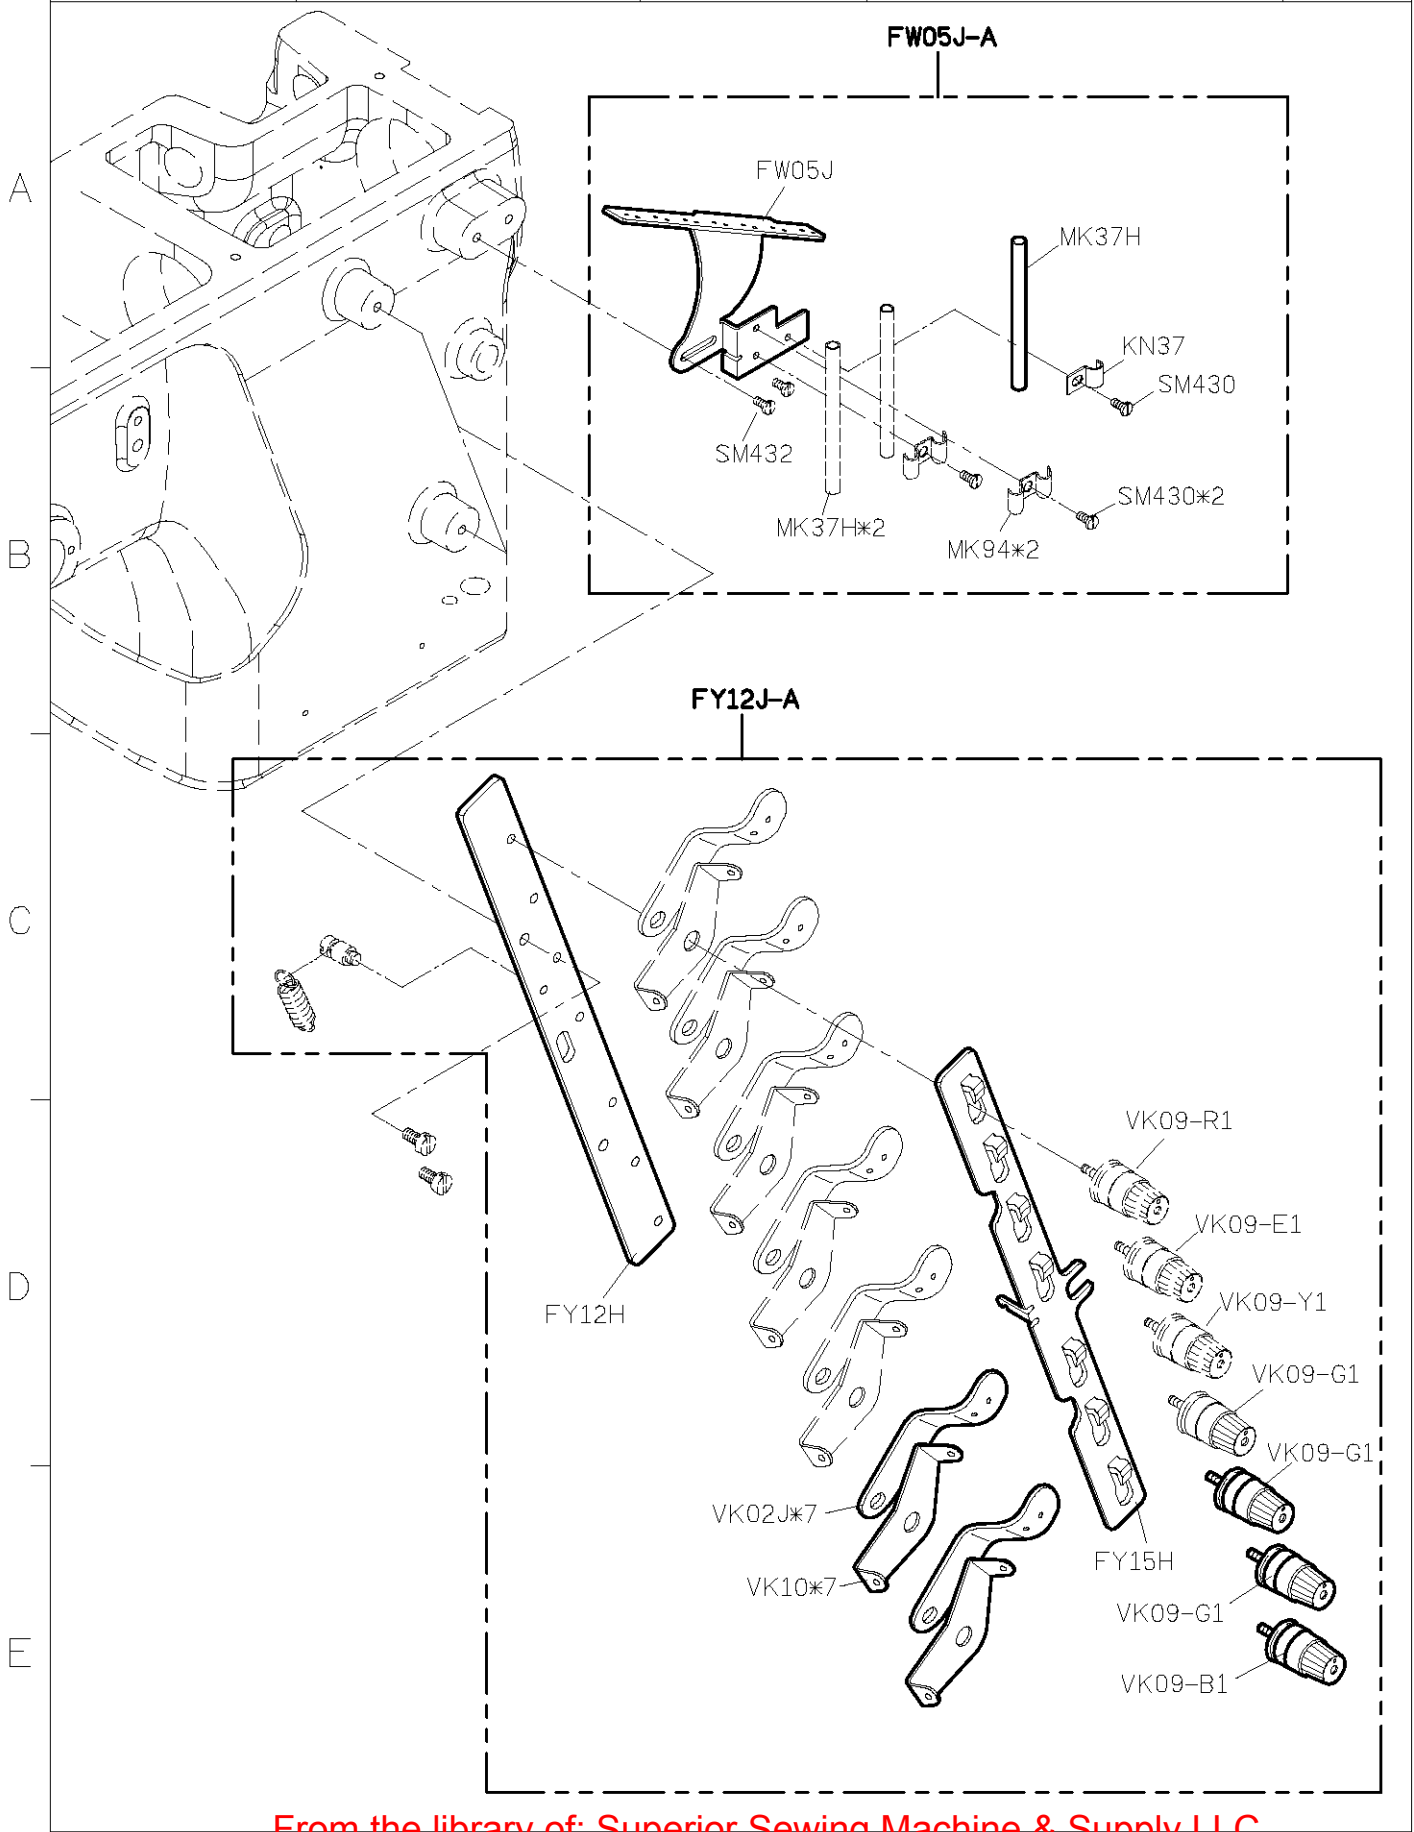 FW05J-A
A
FW05J
MK37H
KN37
SM430
SM432
SM430*2
MK37H*2
MK94*2
B
FY12J-A
C
VK09-R1
VK09-E1
D
VK09-Y1
FY12H
VK09-G1
VK09-G1
VK02J*7
FY15H
VK10*7
VK09-G1
E
VK09-B1
From the library of: Superior Sewing Machine & Supply LLC